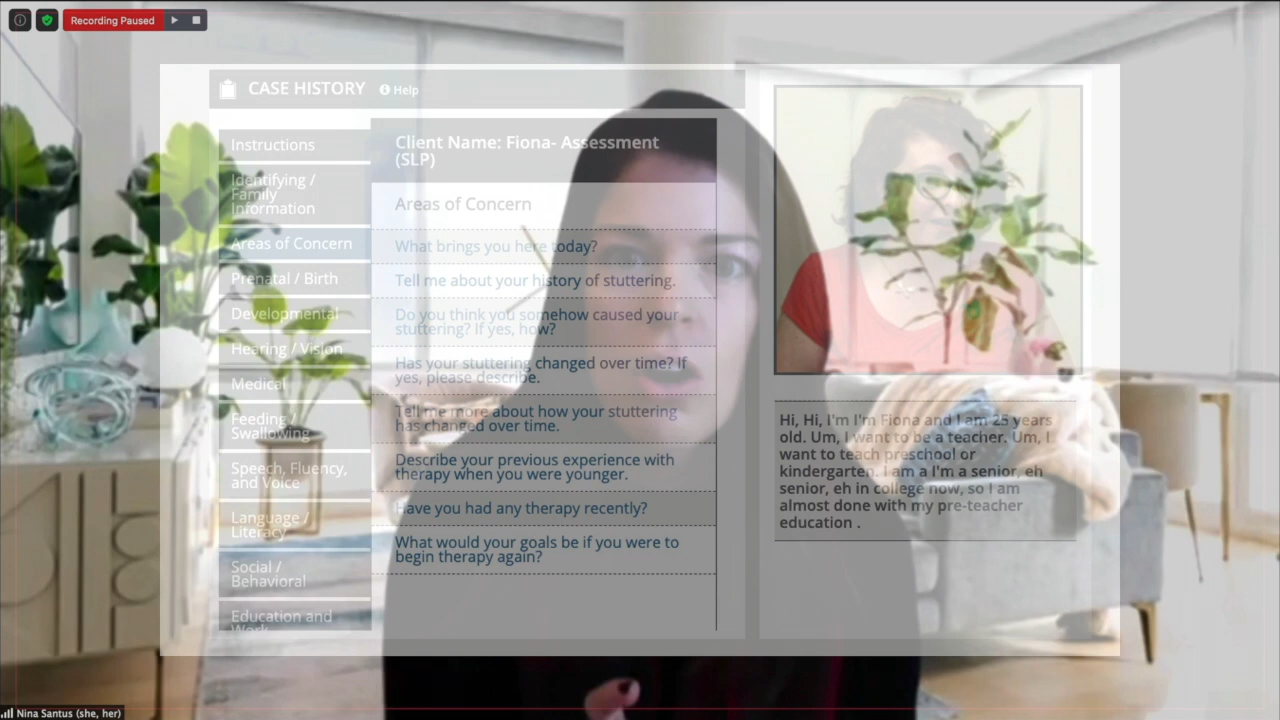 Recording Paused
CASE HISTORY
Help
Instructions
Identifying /
Family
Information
Areas of Concern
Prenatal / Birth
Developmental
Hearing / Vision
Medical
Feeding /
Swallowing
Speech, Fluency,
and Voice
Language /
Literacy
Social /
Behavioral
Education and
Work
Client Name: Fiona- Assessment
(SLP)
Areas of Concern
What brings you here today?
Tell me about your history of stuttering.
Do you think you somehow caused your
stuttering? If yes, how?
Has your stuttering changed over time? If
yes, please describe.
Tell me more about how your stuttering
has changed over time.
Describe your previous experience with
therapy when you were younger.
Have you had any therapy recently?
What would your goals be if you were to
begin therapy again?
Hi, Hi, I'm I'm Fiona and I am 25 years
old. Um, I want to be a teacher. Um, I
want to teach preschool or
kindergarten. I am a I'm a senior, eh
senior, eh in college now, so I am
almost done with my pre-teacher
education .
Nina Santus (she, her)